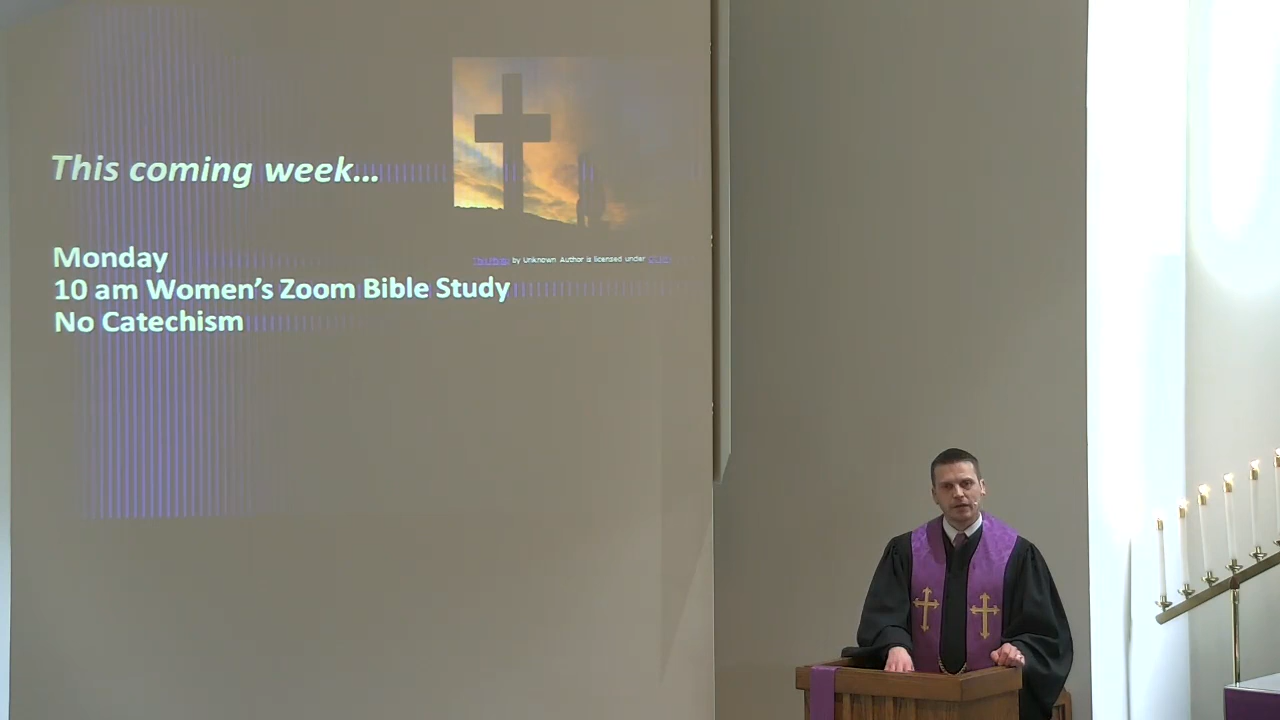 This coming week...
Monday
10 am Women's Zoom Bible Study
No Catechism
by Unknown Author is licensed under